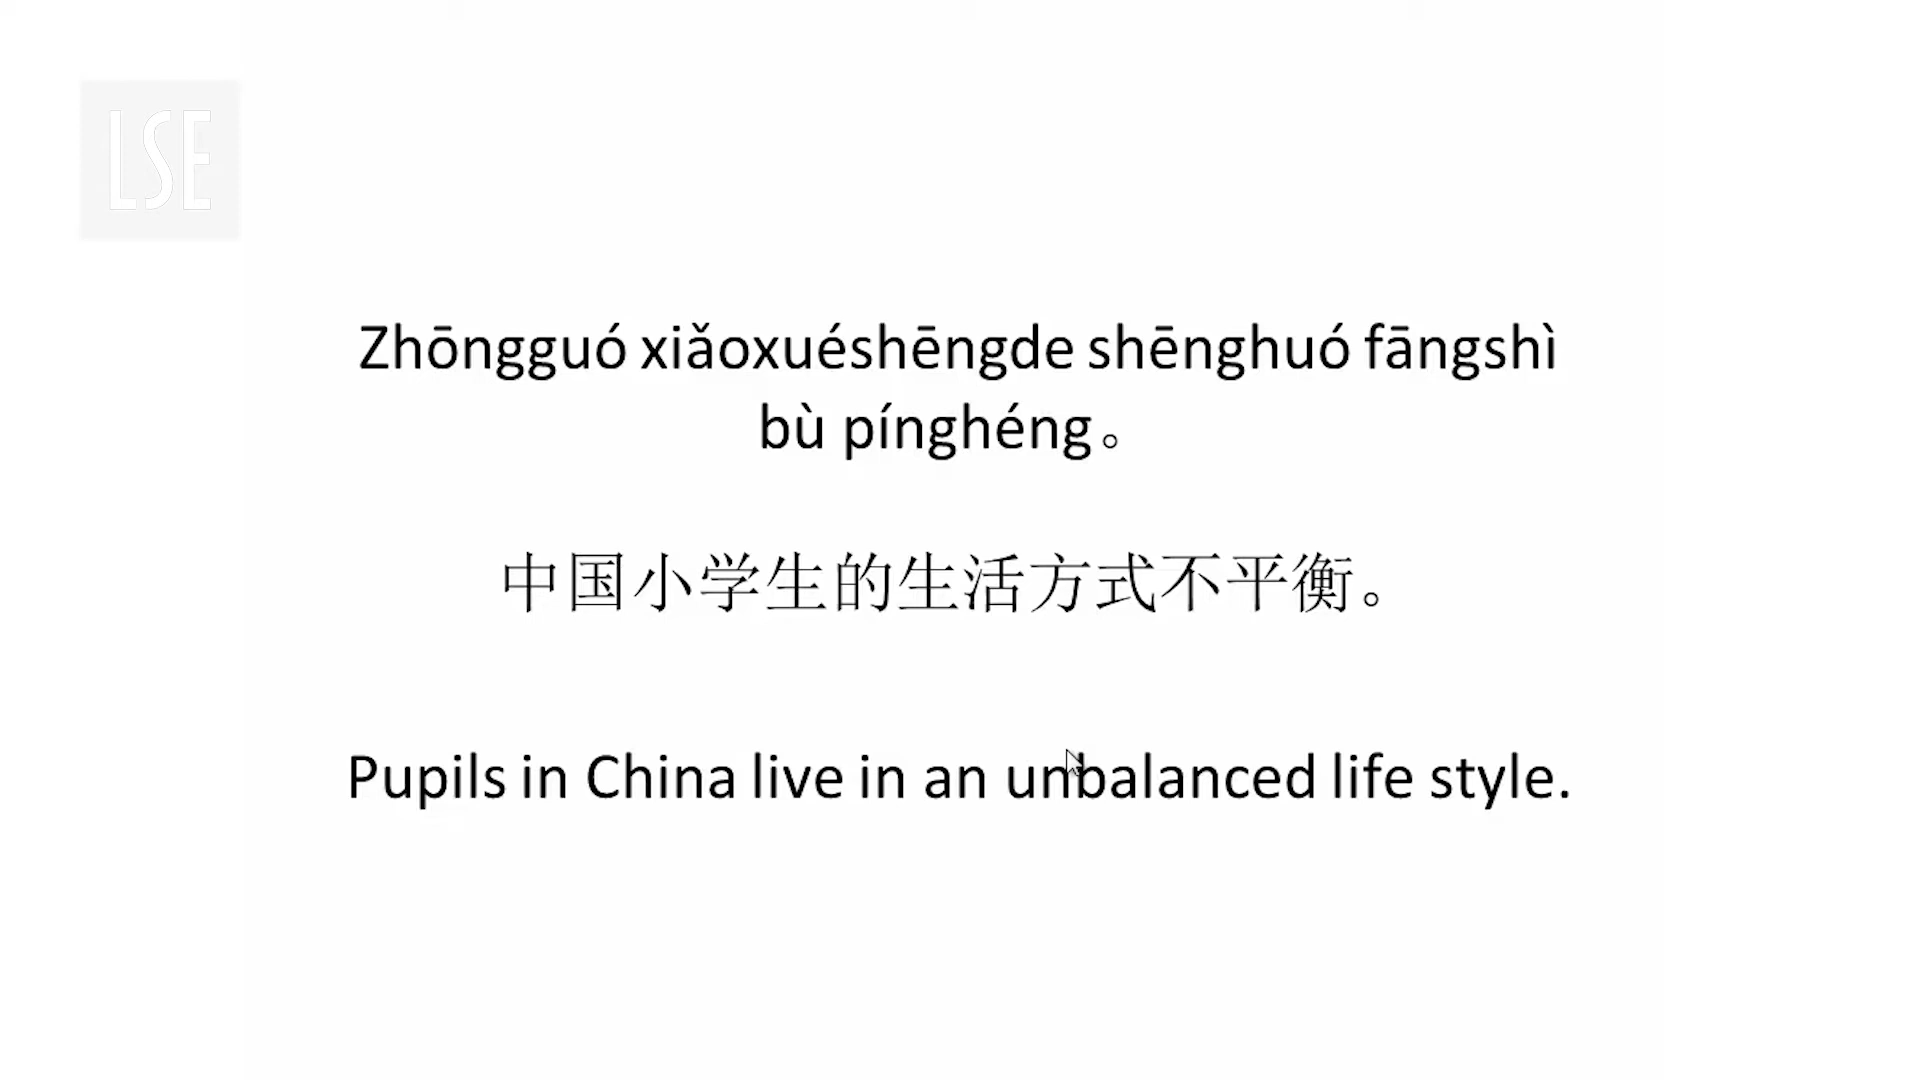 LSE
Zhōngguó xiǎoxuéshēngde shēnghuó fāngshì
bù pínghéng。
中国小学生的生活方式不平衡。
Pupils in China live in an unbalanced life style.